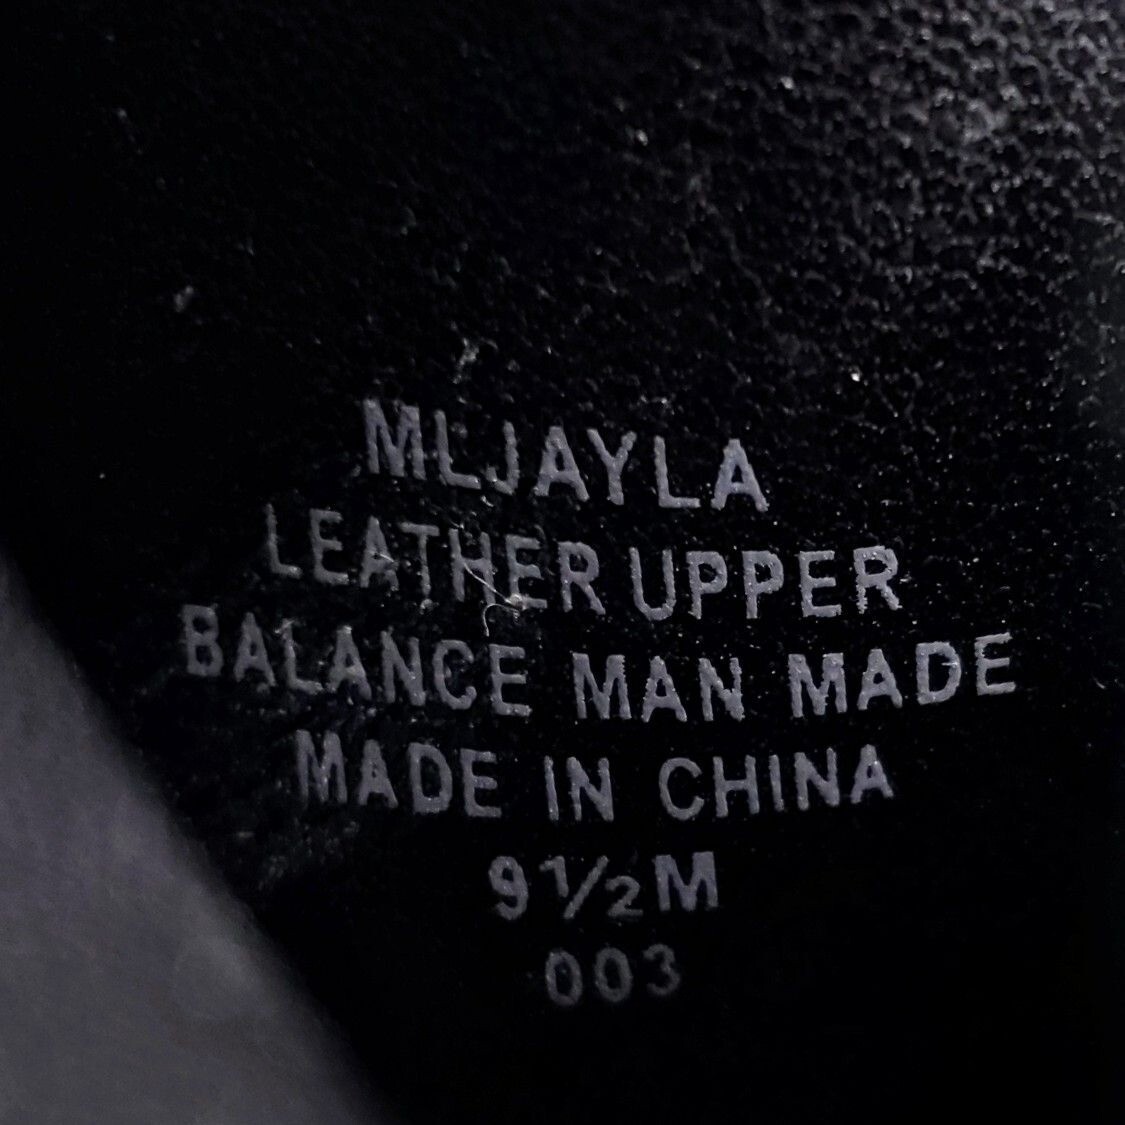 MLJAYLA
LEATHER UPPER
BALANCE MAN MADE
MADE IN CHINA
9½M
003